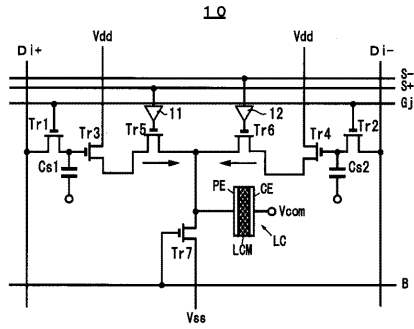 10
Di+ Vdd Vdd Di-
S-
S+
Gj
11 12
Tr1 Tr3 Tr5 Tr6 Tr4 Tr2
Cs1 Cs2
PE CE
Vcom
LC
LCM
Tr7
B
Vss